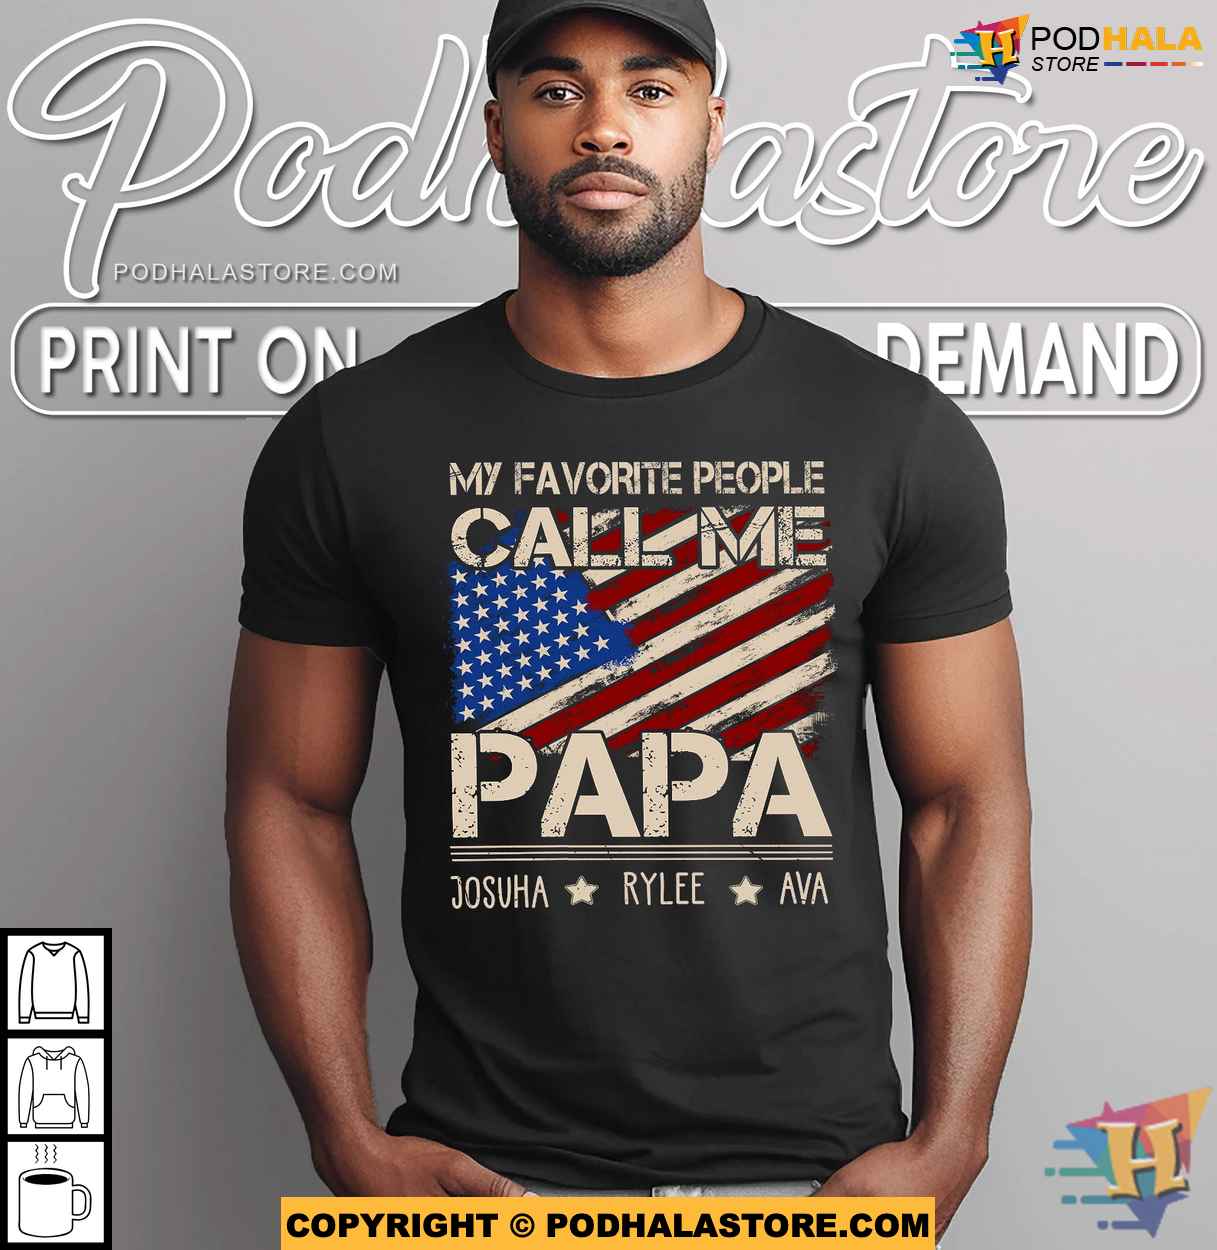 PODHALA
STORE
Podhalastore
PODHALASTORE.COM
PRINT ON DEMAND
MY FAVORITE PEOPLE
CALL ME
PAPA
JOSUHA ★ RYLEE ★ AVA
H
COPYRIGHT © PODHALASTORE.COM